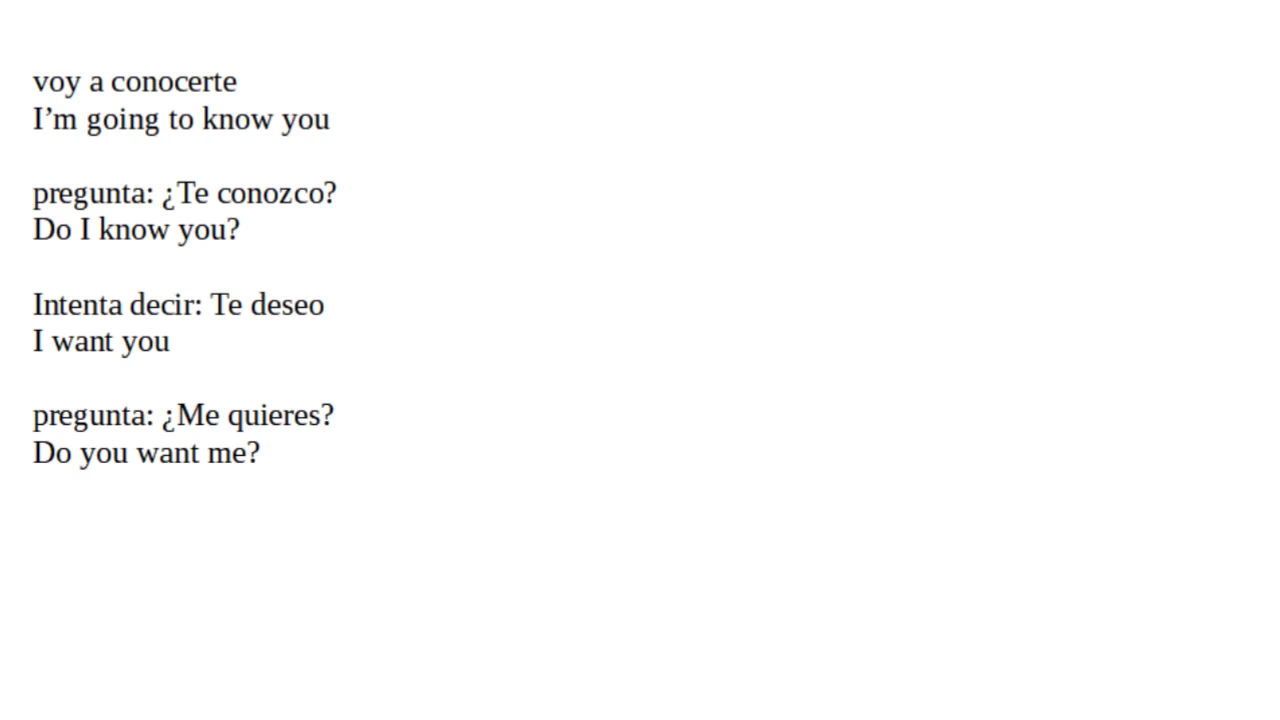 voy a conocerte
I’m going to know you
pregunta: ¿Te conozco?
Do I know you?
Intenta decir: Te deseo
I want you
pregunta: ¿Me quieres?
Do you want me?